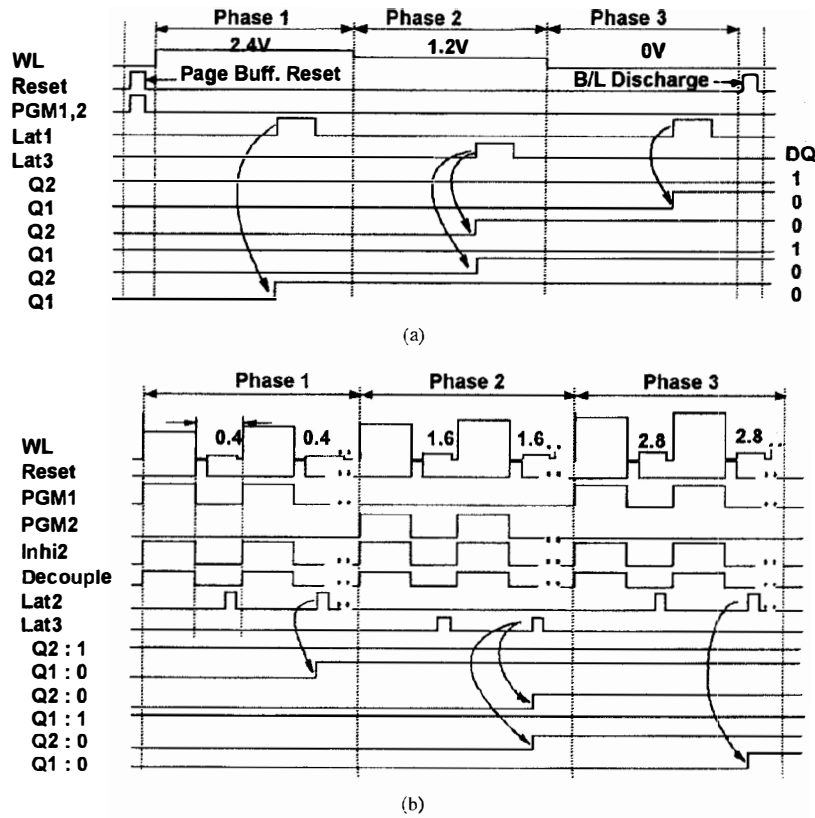 Phase 1 Phase 2 Phase 3
2.4V 1.2V 0V
WL
Reset Page Buff. Reset B/L Discharge
PGM1,2
Lat1
Lat3 DQ
Q2 1
Q1 0
Q2 0
Q1 1
Q2 0
Q1 0
(a)
Phase 1 Phase 2 Phase 3
WL 0.4 0.4 1.6 1.6 2.8 2.8
Reset
PGM1
PGM2
Inhi2
Decouple
Lat2
Lat3
Q2 : 1
Q1 : 0
Q2 : 0
Q1 : 1
Q2 : 0
Q1 : 0
(b)